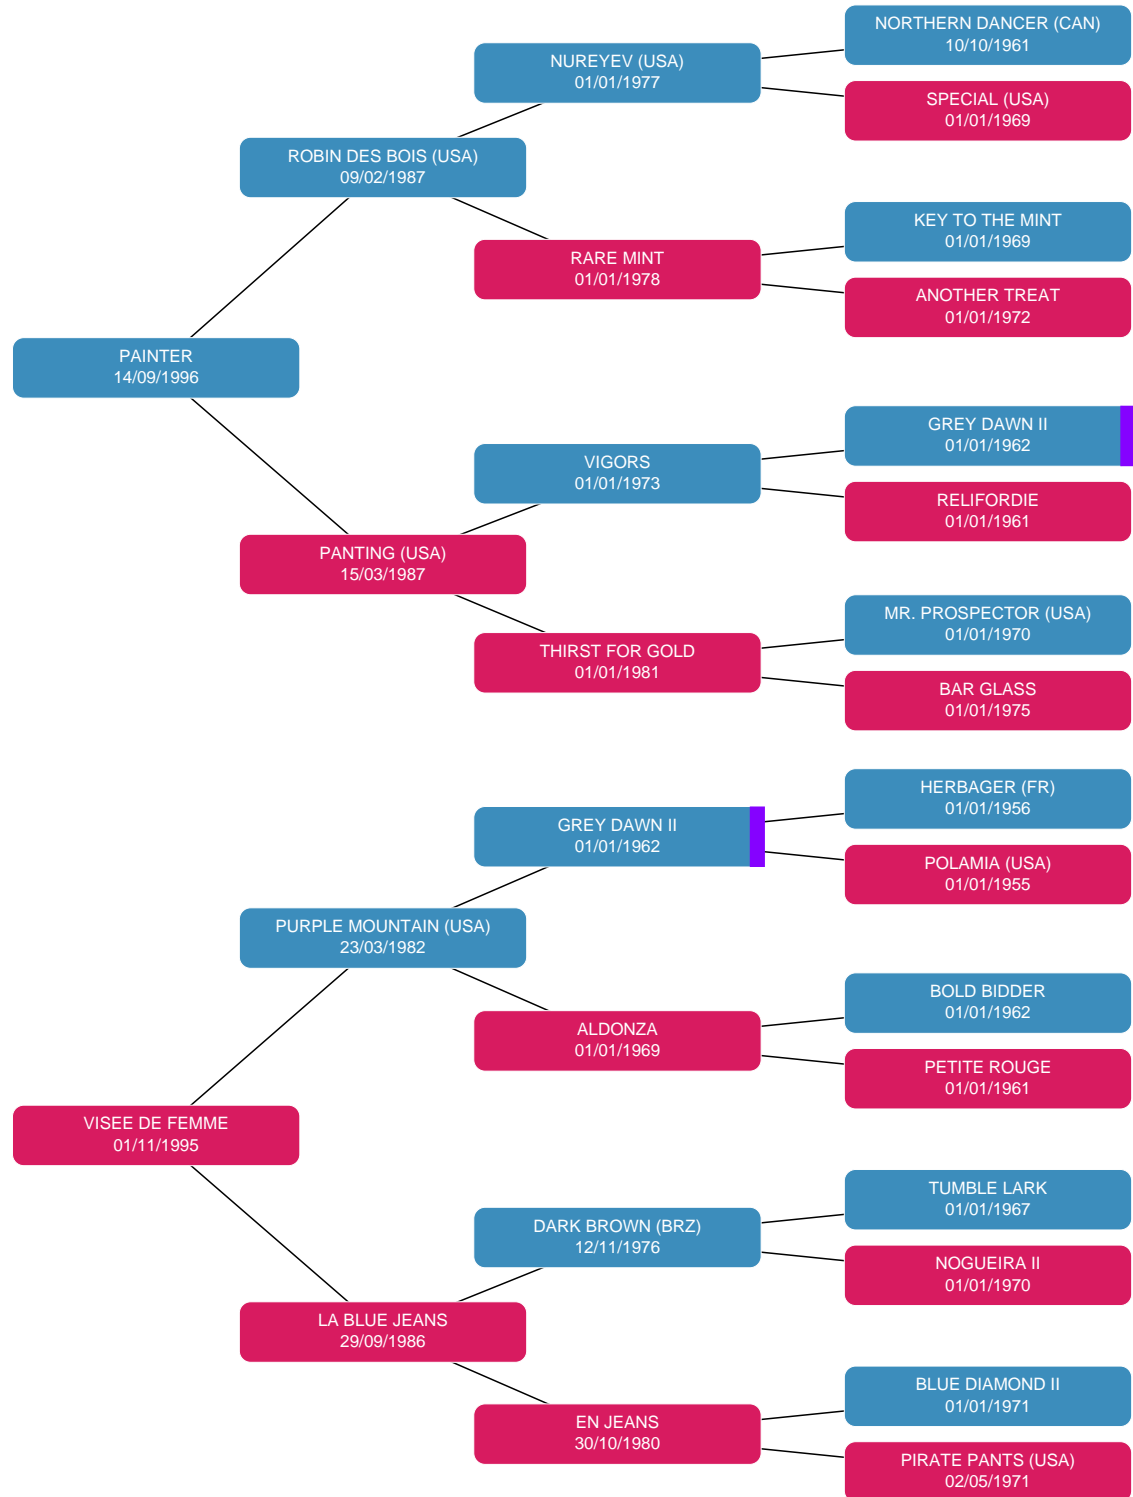 NORTHERN DANCER (CAN)
10/10/1961
NUREYEV (USA)
01/01/1977
SPECIAL (USA)
01/01/1969
ROBIN DES BOIS (USA)
09/02/1987
KEY TO THE MINT
01/01/1969
RARE MINT
01/01/1978
ANOTHER TREAT
01/01/1972
PAINTER
14/09/1996
GREY DAWN II
01/01/1962
VIGORS
01/01/1973
RELIFORDIE
01/01/1961
PANTING (USA)
15/03/1987
MR. PROSPECTOR (USA)
01/01/1970
THIRST FOR GOLD
01/01/1981
BAR GLASS
01/01/1975
HERBAGER (FR)
01/01/1956
GREY DAWN II
01/01/1962
POLAMIA (USA)
01/01/1955
PURPLE MOUNTAIN (USA)
23/03/1982
BOLD BIDDER
01/01/1962
ALDONZA
01/01/1969
PETITE ROUGE
01/01/1961
VISEE DE FEMME
01/11/1995
TUMBLE LARK
01/01/1967
DARK BROWN (BRZ)
12/11/1976
NOGUEIRA II
01/01/1970
LA BLUE JEANS
29/09/1986
BLUE DIAMOND II
01/01/1971
EN JEANS
30/10/1980
PIRATE PANTS (USA)
02/05/1971